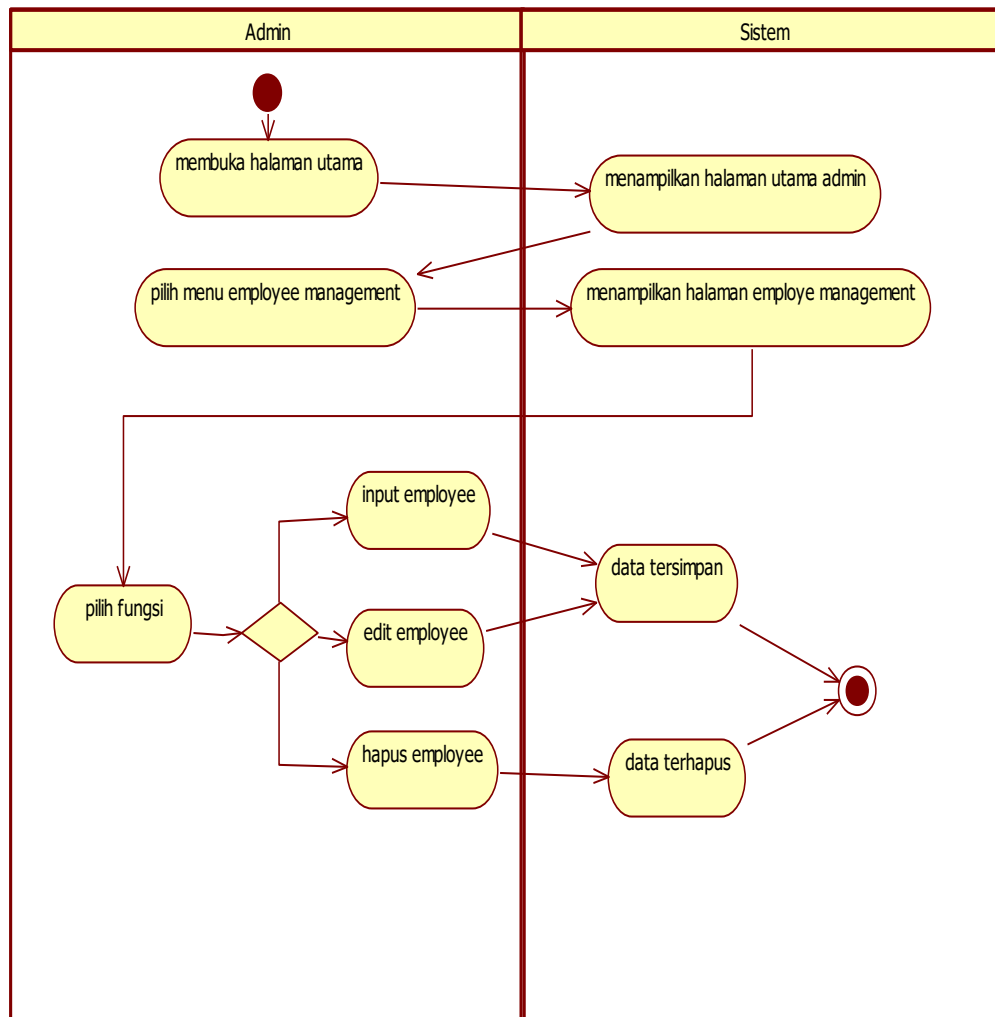 Admin
Sistem
membuka halaman utama
menampilkan halaman utama admin
pilih menu employee management
menampilkan halaman employe management
input employee
data tersimpan
pilih fungsi
edit employee
hapus employee
data terhapus